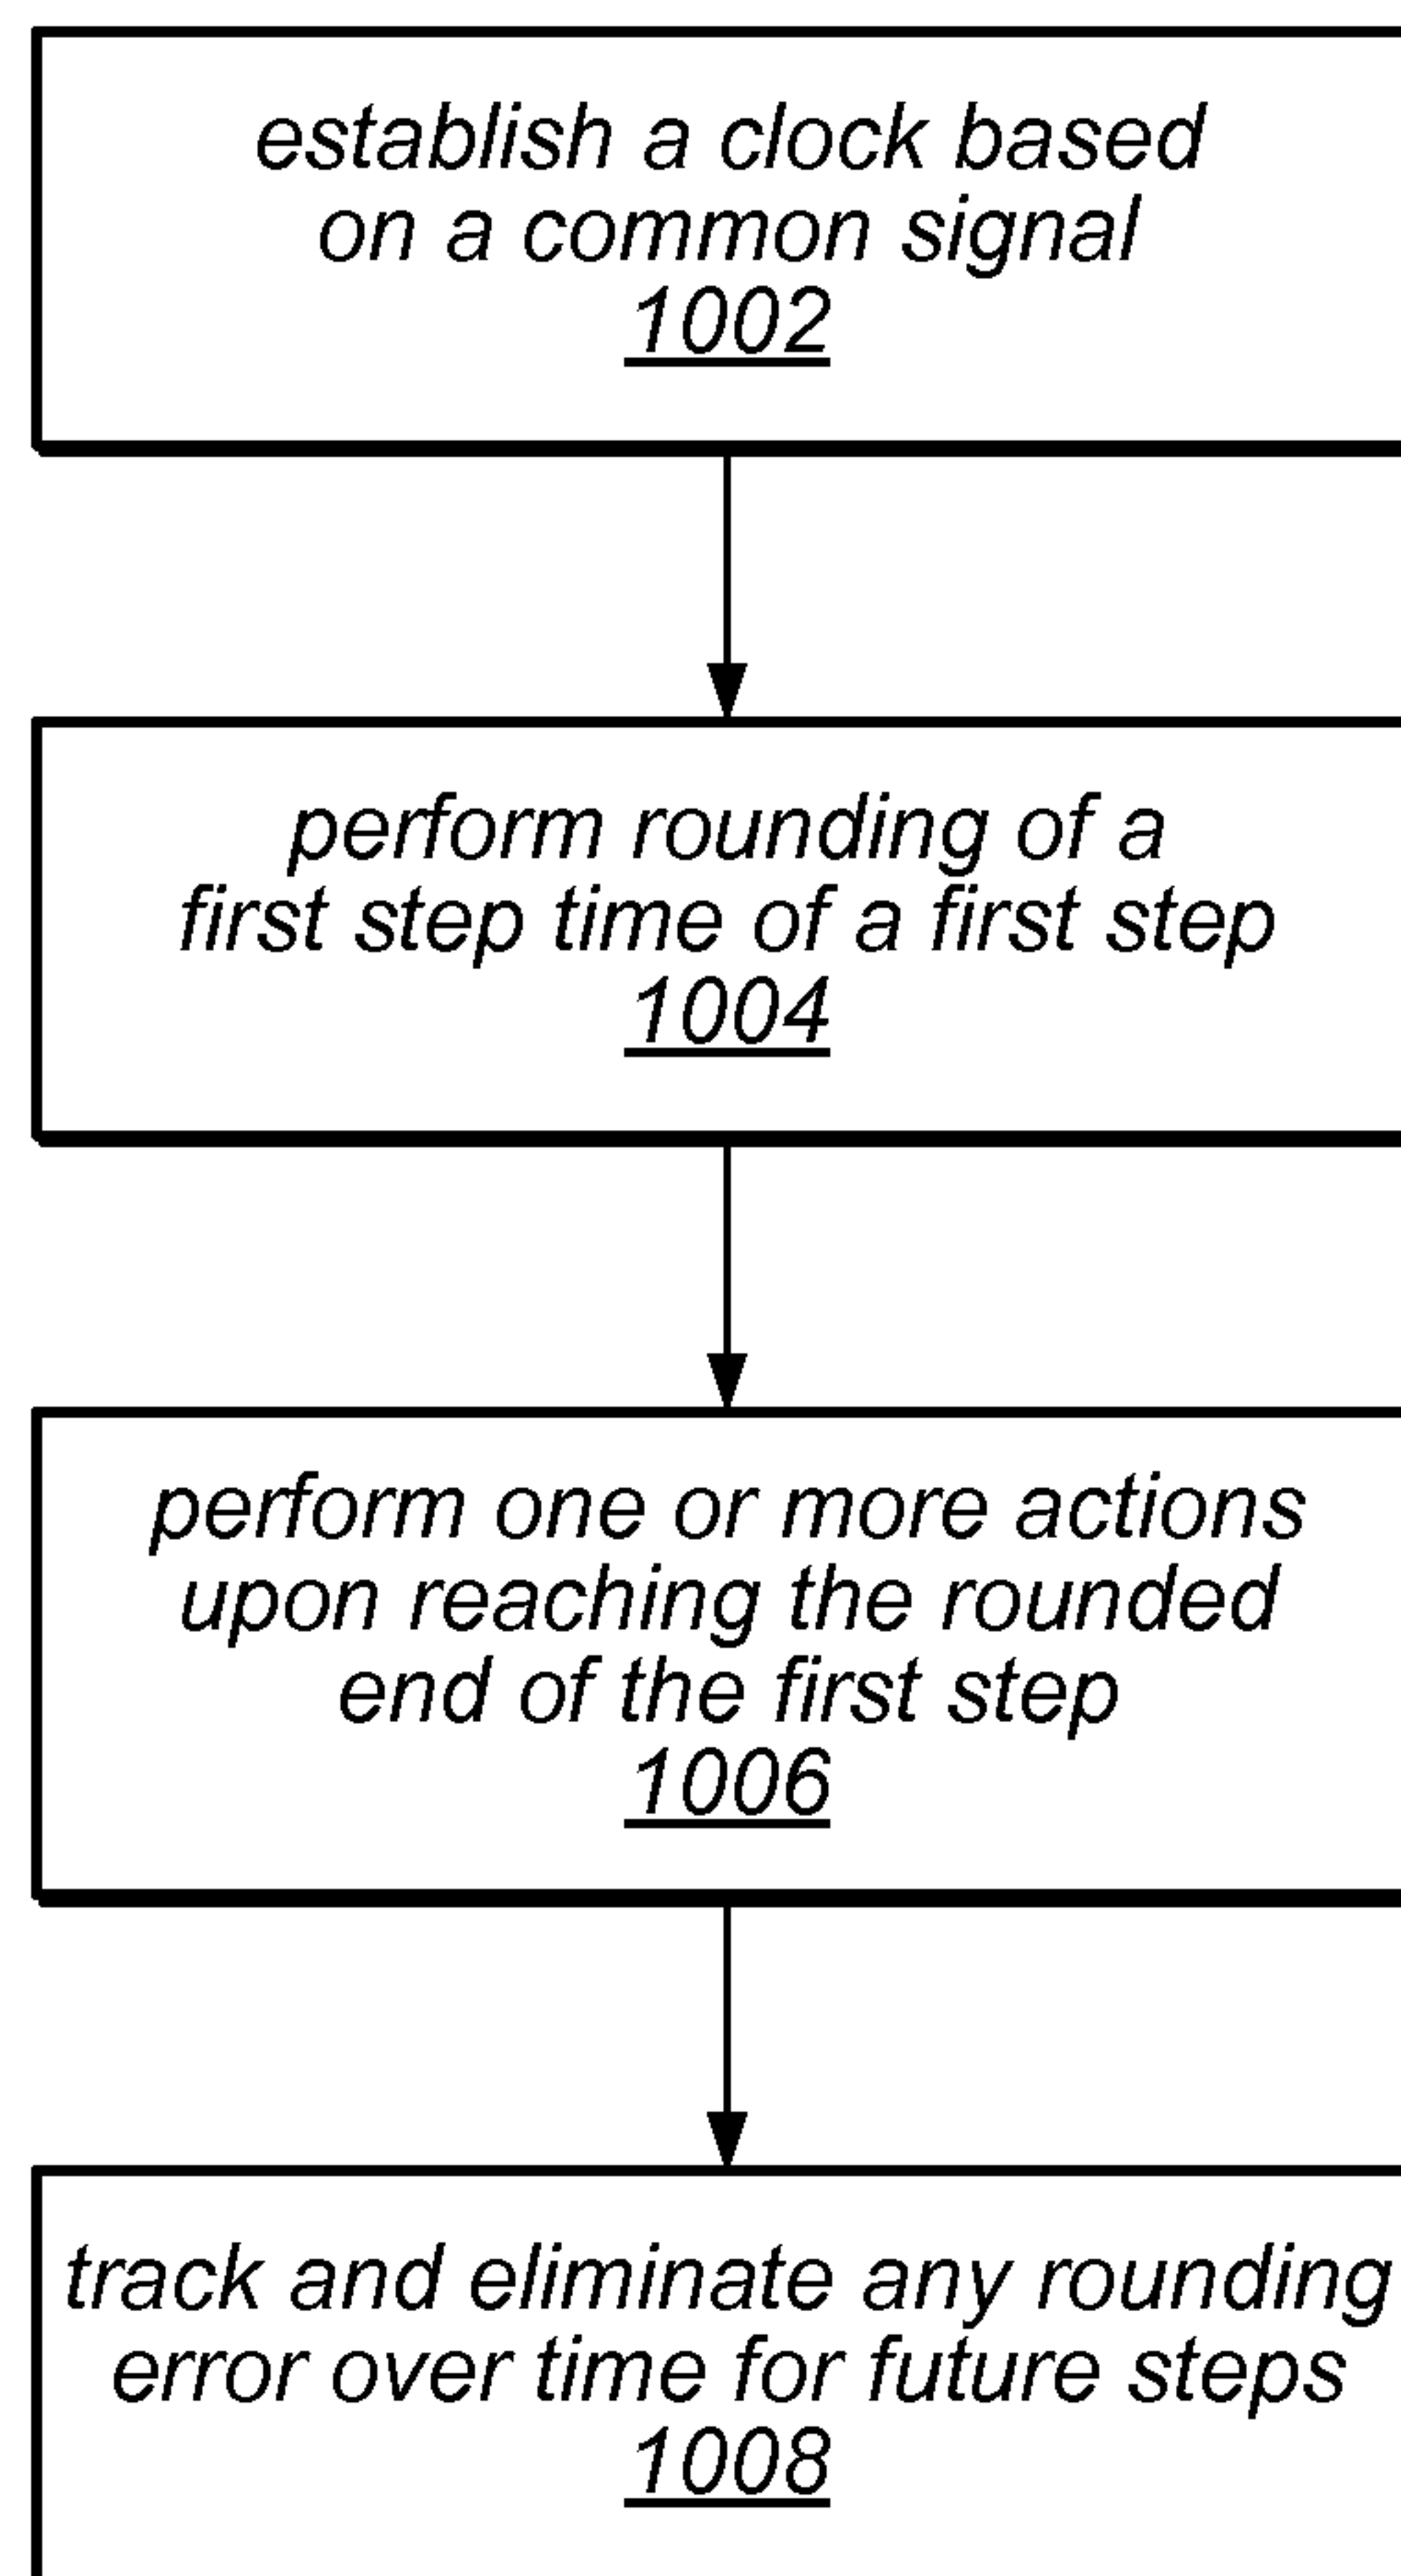 establish a clock based
on a common signal
1002
perform rounding of a
first step time of a first step
1004
perform one or more actions
upon reaching the rounded
end of the first step
1006
track and eliminate any rounding
error over time for future steps
1008